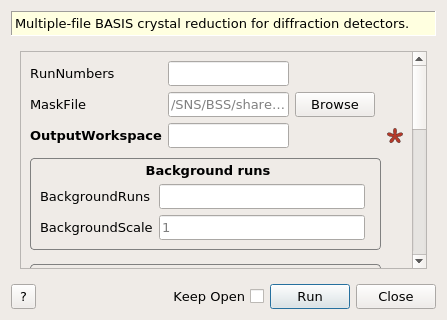 Multiple-file BASIS crystal reduction for diffraction detectors.
RunNumbers
MaskFile /SNS/BSS/share... Browse
OutputWorkspace *
Background runs
BackgroundRuns
BackgroundScale 1
? Keep Open Run Close